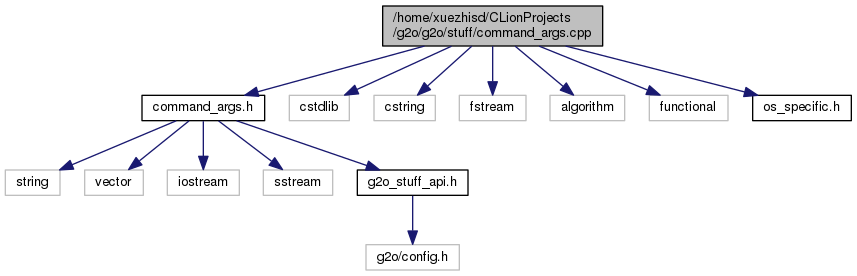 /home/xuezhisd/CLionProjects
/g2o/g2o/stuff/command_args.cpp
command_args.h
cstdlib
cstring
fstream
algorithm
functional
os_specific.h
string
vector
iostream
sstream
g2o_stuff_api.h
g2o/config.h